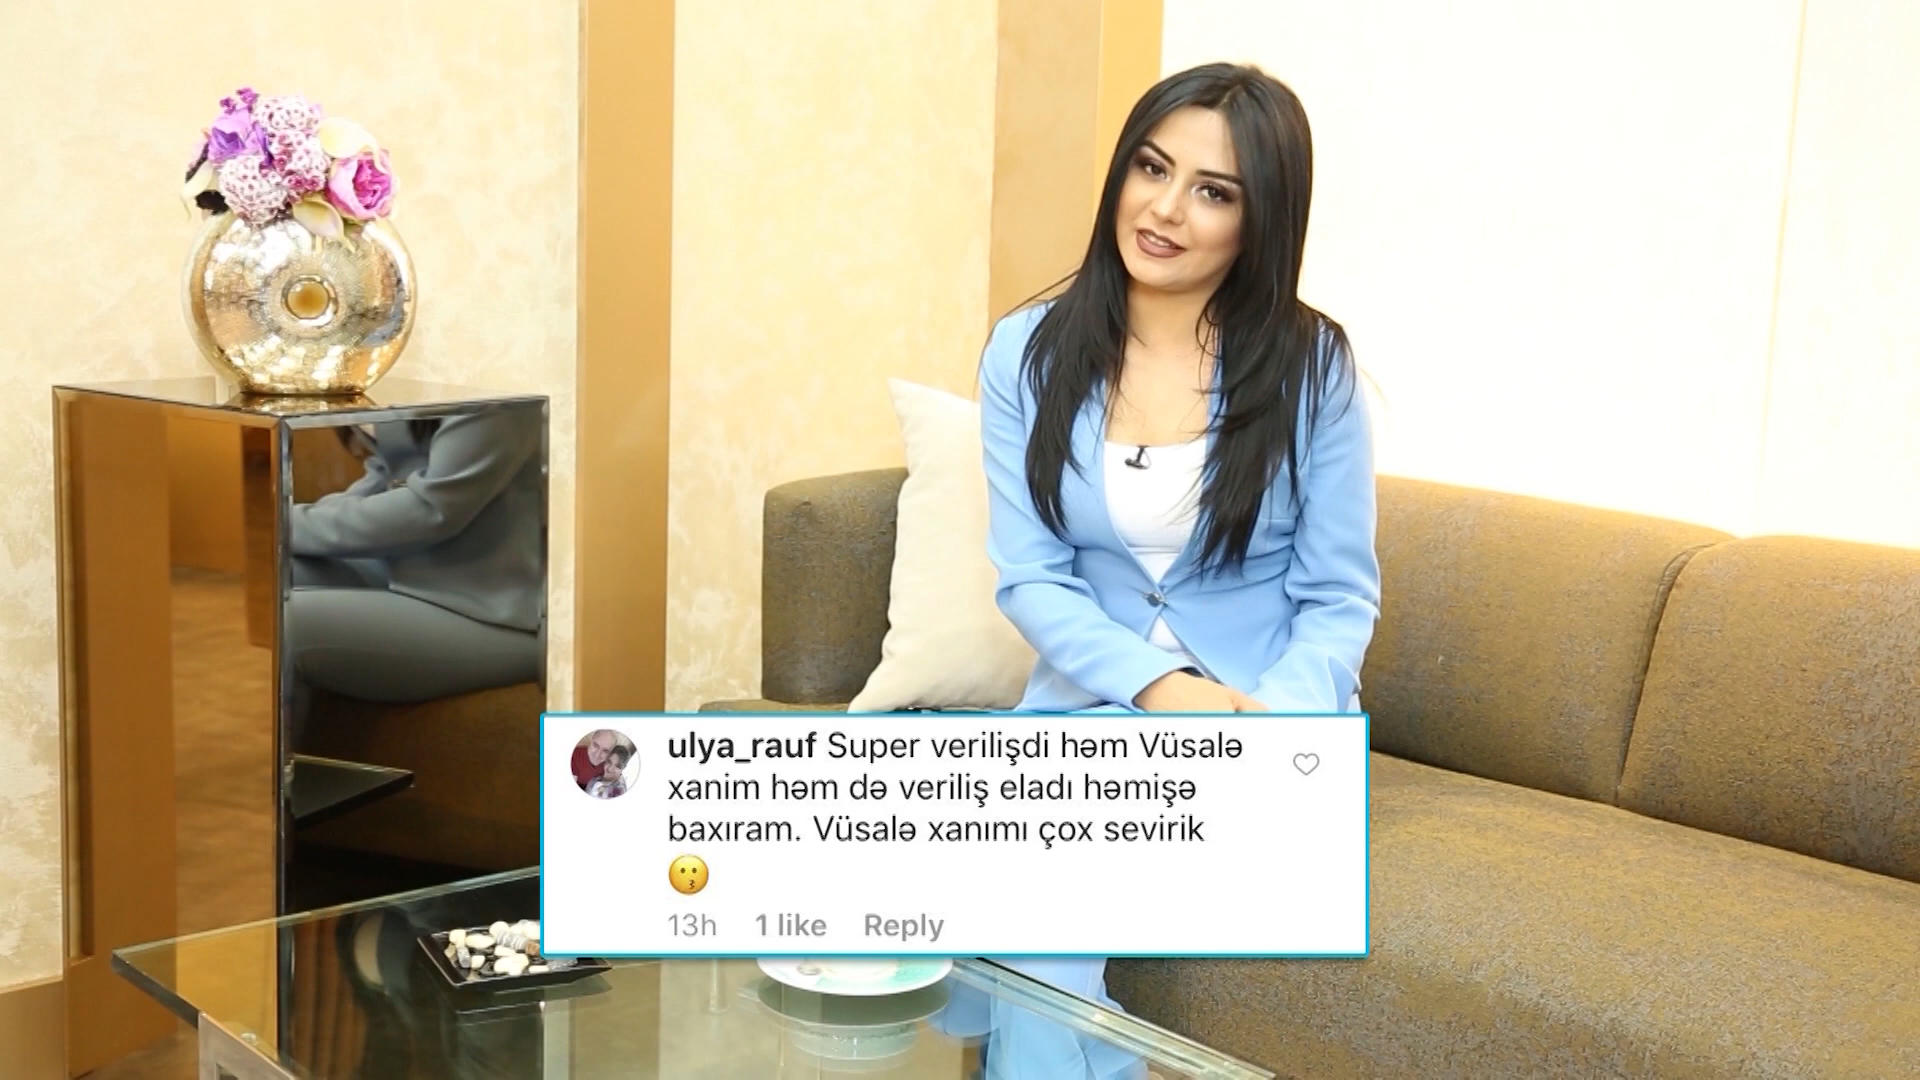 ulya_rauf Super verilişdi həm Vüsalə
xanim həm də veriliş eladı həmişə
baxıram. Vüsalə xanımı çox sevirik
😗
13h 1 like Reply